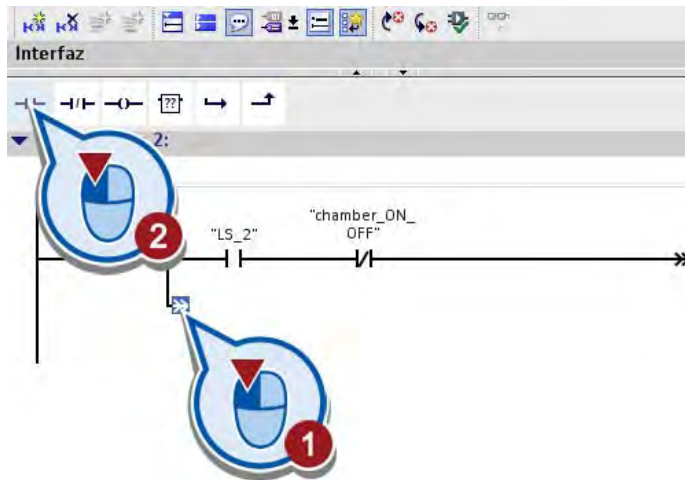 Interfaz
??
2:
"LS_2"
"chamber_ON_
OFF"
2
1